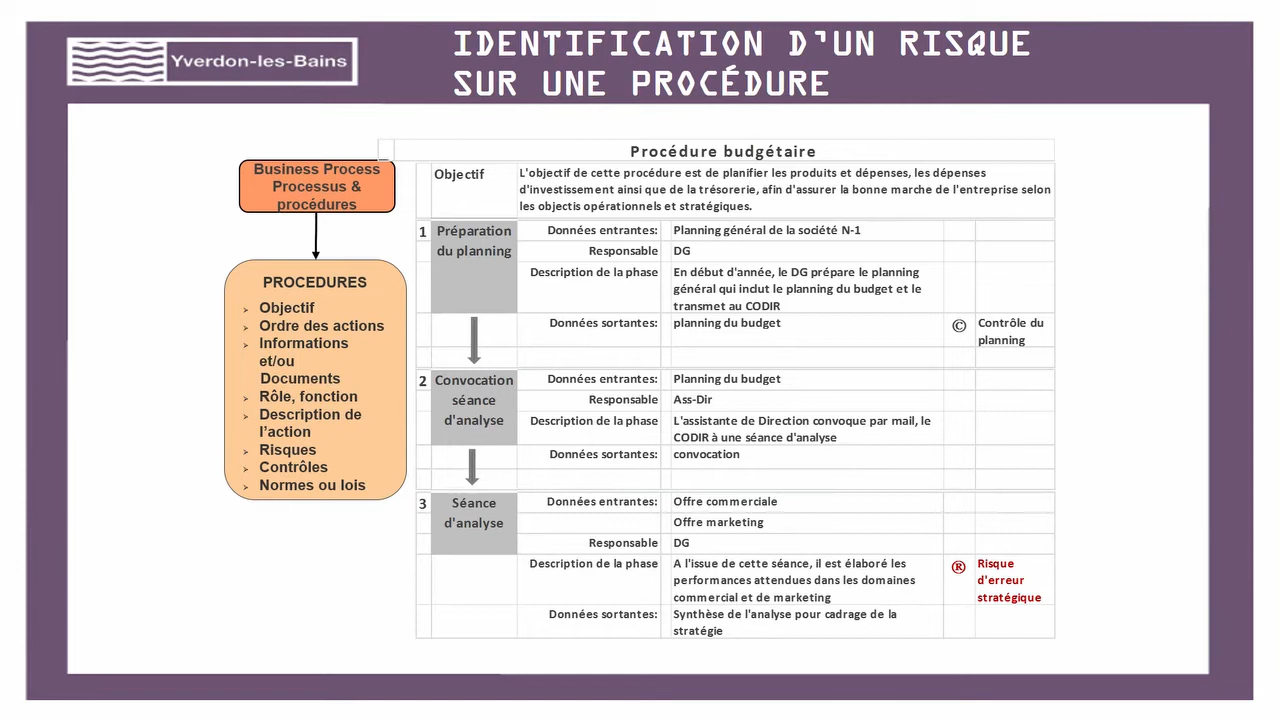 Yverdon-les-Bains
IDENTIFICATION D'UN RISQUE
SUR UNE PROCÉDURE
Business Process
Processus &
procédures
PROCEDURES
Objectif
Ordre des actions
Informations
et/ou
Documents
Rôle, fonction
Description de
l'action
Risques
Contrôles
Normes ou lois
Procédure budgétaire
Objectif
L'objectif de cette procédure est de planifier les produits et dépenses, les dépenses
d'investissement ainsi que de la trésorerie, afin d'assurer la bonne marche de l'entreprise selon
les objectis opérationnels et stratégiques.
1 Préparation
du planning
Données entrantes: Planning général de la société N-1
Responsable DG
Description de la phase En début d'année, le DG prépare le planning
général qui inclut le planning du budget et le
transmet au CODIR
Données sortantes: planning du budget © Contrôle du
planning
2 Convocation
séance
d'analyse
Données entrantes: Planning du budget
Responsable Ass-Dir
Description de la phase L'assistante de Direction convoque par mail, le
CODIR à une séance d'analyse
Données sortantes: convocation
3 Séance
d'analyse
Données entrantes: Offre commerciale
Offre marketing
Responsable DG
Description de la phase A l'issue de cette séance, il est élaboré les
performances attendues dans les domaines
commercial et de marketing
® Risque
d'erreur
stratégique
Données sortantes: Synthèse de l'analyse pour cadrage de la
stratégie